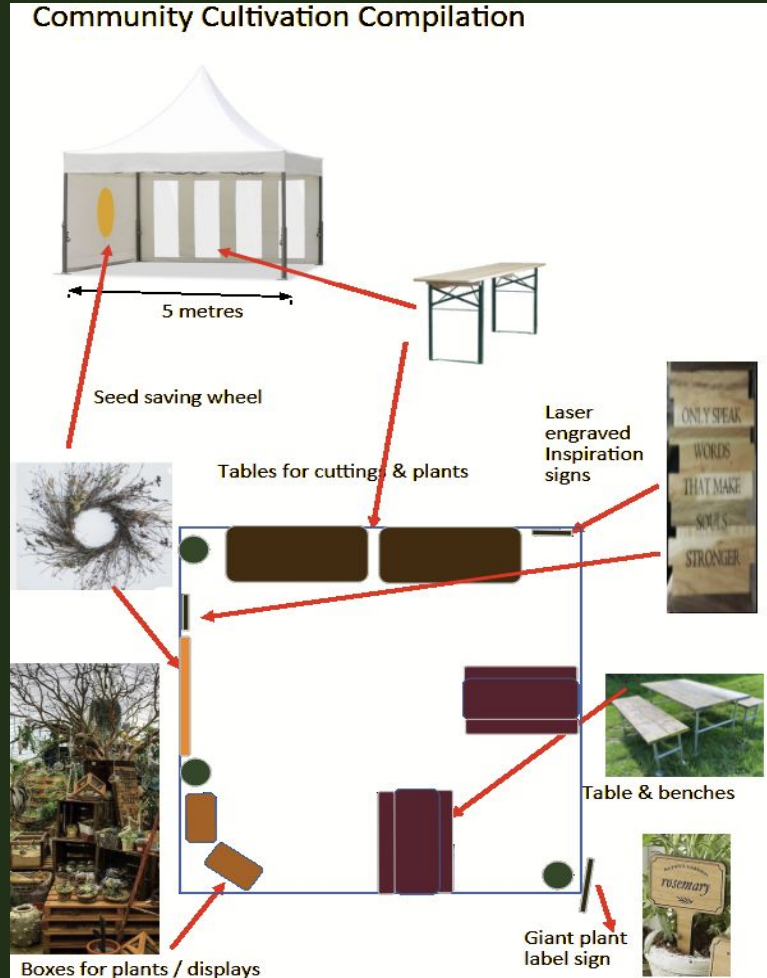 Community Cultivation Compilation
5 metres
Seed saving wheel
Tables for cuttings & plants
Laser
engraved
Inspiration
signs
ONLY SPEAK
WORDS
THAT MAKE
SOULS
STRONGER
Table & benches
rosemary
Giant plant
label sign
Boxes for plants / displays